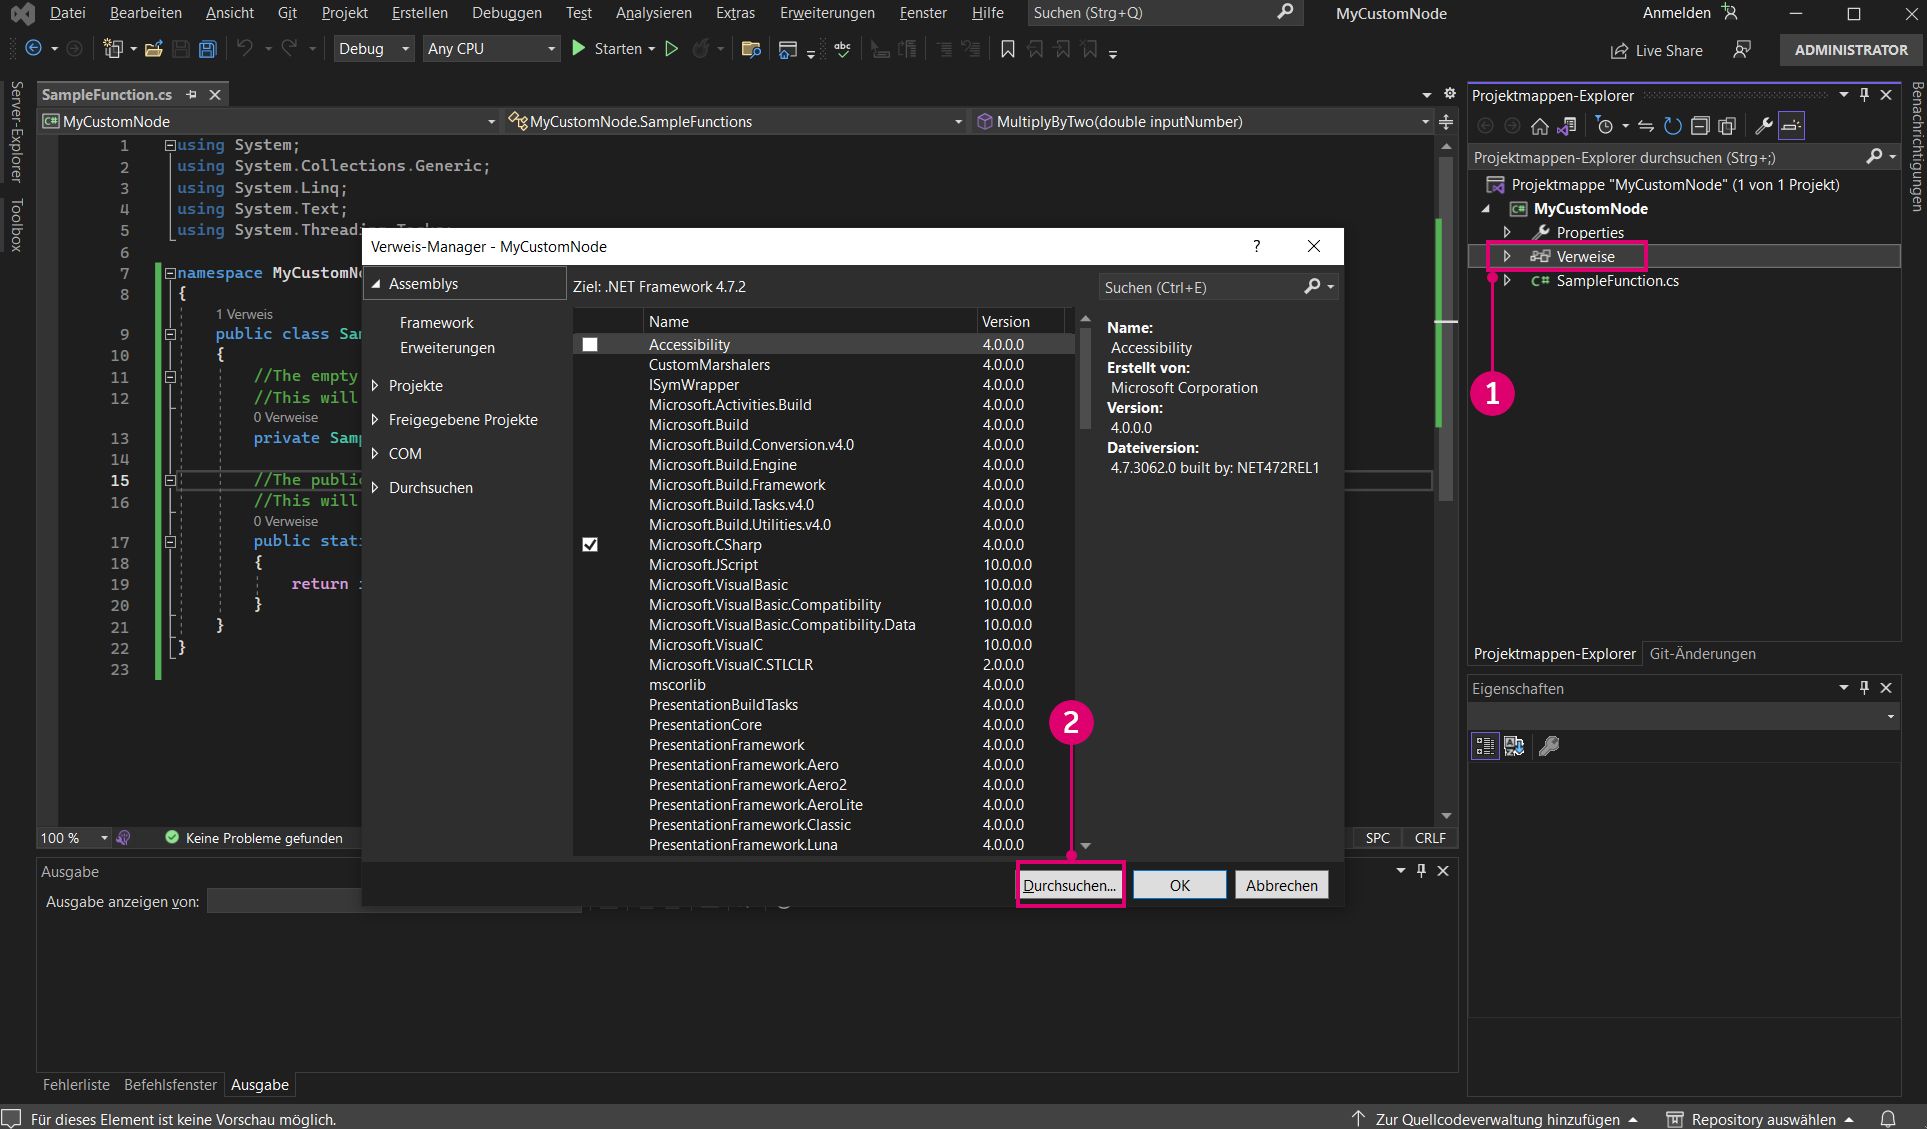 Datei Bearbeiten Ansicht Git Projekt Erstellen Debuggen Test Analysieren Extras Erweiterungen Fenster Hilfe Suchen (Strg+Q) MyCustomNode Anmelden
Debug Any CPU Starten abc Live Share ADMINISTRATOR
Server-Explorer
Toolbox
SampleFunction.cs
MyCustomNode MyCustomNode.SampleFunctions MultiplyByTwo(double inputNumber)
1 using System;
2 using System.Collections.Generic;
3 using System.Linq;
4 using System.Text;
5 using System.Threading
6
7 namespace MyCustomNo
8 {
1 Verweis
9 public class Sam
10 {
11 //The empty
12 //This will
0 Verweise
13 private Samp
14
15 //The public
16 //This will
0 Verweise
17 public stati
18 {
19 return
20 }
21 }
22 }
23
100 % Keine Probleme gefunden SPC CRLF
Verweis-Manager - MyCustomNode ?
Assemblys
Framework
Erweiterungen
Projekte
Freigegebene Projekte
COM
Durchsuchen
Ziel: .NET Framework 4.7.2
Suchen (Ctrl+E)
Name Version
Accessibility 4.0.0.0
CustomMarshalers 4.0.0.0
ISymWrapper 4.0.0.0
Microsoft.Activities.Build 4.0.0.0
Microsoft.Build 4.0.0.0
Microsoft.Build.Conversion.v4.0 4.0.0.0
Microsoft.Build.Engine 4.0.0.0
Microsoft.Build.Framework 4.0.0.0
Microsoft.Build.Tasks.v4.0 4.0.0.0
Microsoft.Build.Utilities.v4.0 4.0.0.0
Microsoft.CSharp 4.0.0.0
Microsoft.JScript 10.0.0.0
Microsoft.VisualBasic 10.0.0.0
Microsoft.VisualBasic.Compatibility 10.0.0.0
Microsoft.VisualBasic.Compatibility.Data 10.0.0.0
Microsoft.VisualC 10.0.0.0
Microsoft.VisualC.STLCLR 2.0.0.0
mscorlib 4.0.0.0
PresentationBuildTasks 4.0.0.0
PresentationCore 4.0.0.0
PresentationFramework 4.0.0.0
PresentationFramework.Aero 4.0.0.0
PresentationFramework.Aero2 4.0.0.0
PresentationFramework.AeroLite 4.0.0.0
PresentationFramework.Classic 4.0.0.0
PresentationFramework.Luna 4.0.0.0
Name:
Accessibility
Erstellt von:
Microsoft Corporation
Version:
4.0.0.0
Dateiversion:
4.7.3062.0 built by: NET472REL1
2
Durchsuchen... OK Abbrechen
Projektmappen-Explorer
Projektmappen-Explorer durchsuchen (Strg+;)
Projektmappe "MyCustomNode" (1 von 1 Projekt)
C# MyCustomNode
Properties
Verweise
C# SampleFunction.cs
1
Projektmappen-Explorer Git-Änderungen
Eigenschaften
Benachrichtigungen
Ausgabe
Ausgabe anzeigen von:
Fehlerliste Befehlsfenster Ausgabe
Für dieses Element ist keine Vorschau möglich. Zur Quellcodeverwaltung hinzufügen Repository auswählen